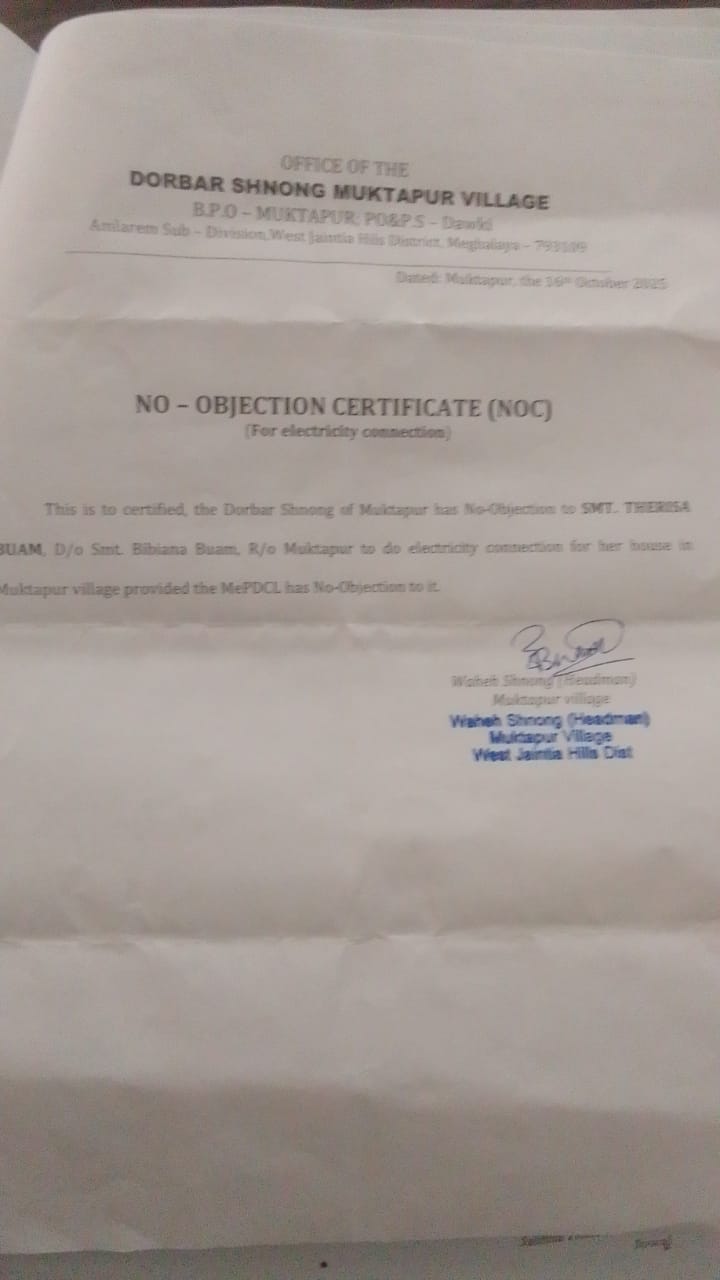 OFFICE OF THE
DORBAR SHNONG MUKTAPUR VILLAGE
B.P.O – MUKTAPUR, PO&P.S – Dawki
Amlarem Sub – Division, West Jaintia Hills District, Meghalaya – 793109
Dated: Muktapur, the 16th October 2025
NO – OBJECTION CERTIFICATE (NOC)
(For electricity connection)
This is to certified, the Dorbar Shnong of Muktapur has No-Objection to SMT. THERISA
BUAM, D/o Smt. Bibiana Buam, R/o Muktapur to do electricity connection for her house in
Muktapur village provided the MePDCL has No-Objection to it.
Waheh Shnong (Headman)
Muktapur village
Waheh Shnong (Headman)
Muktapur Village
West Jaintia Hills Dist